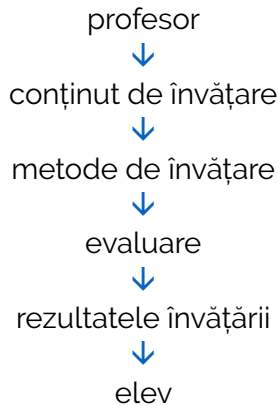 profesor
conținut de învățare
metode de învățare
evaluare
rezultatele învățării
elev